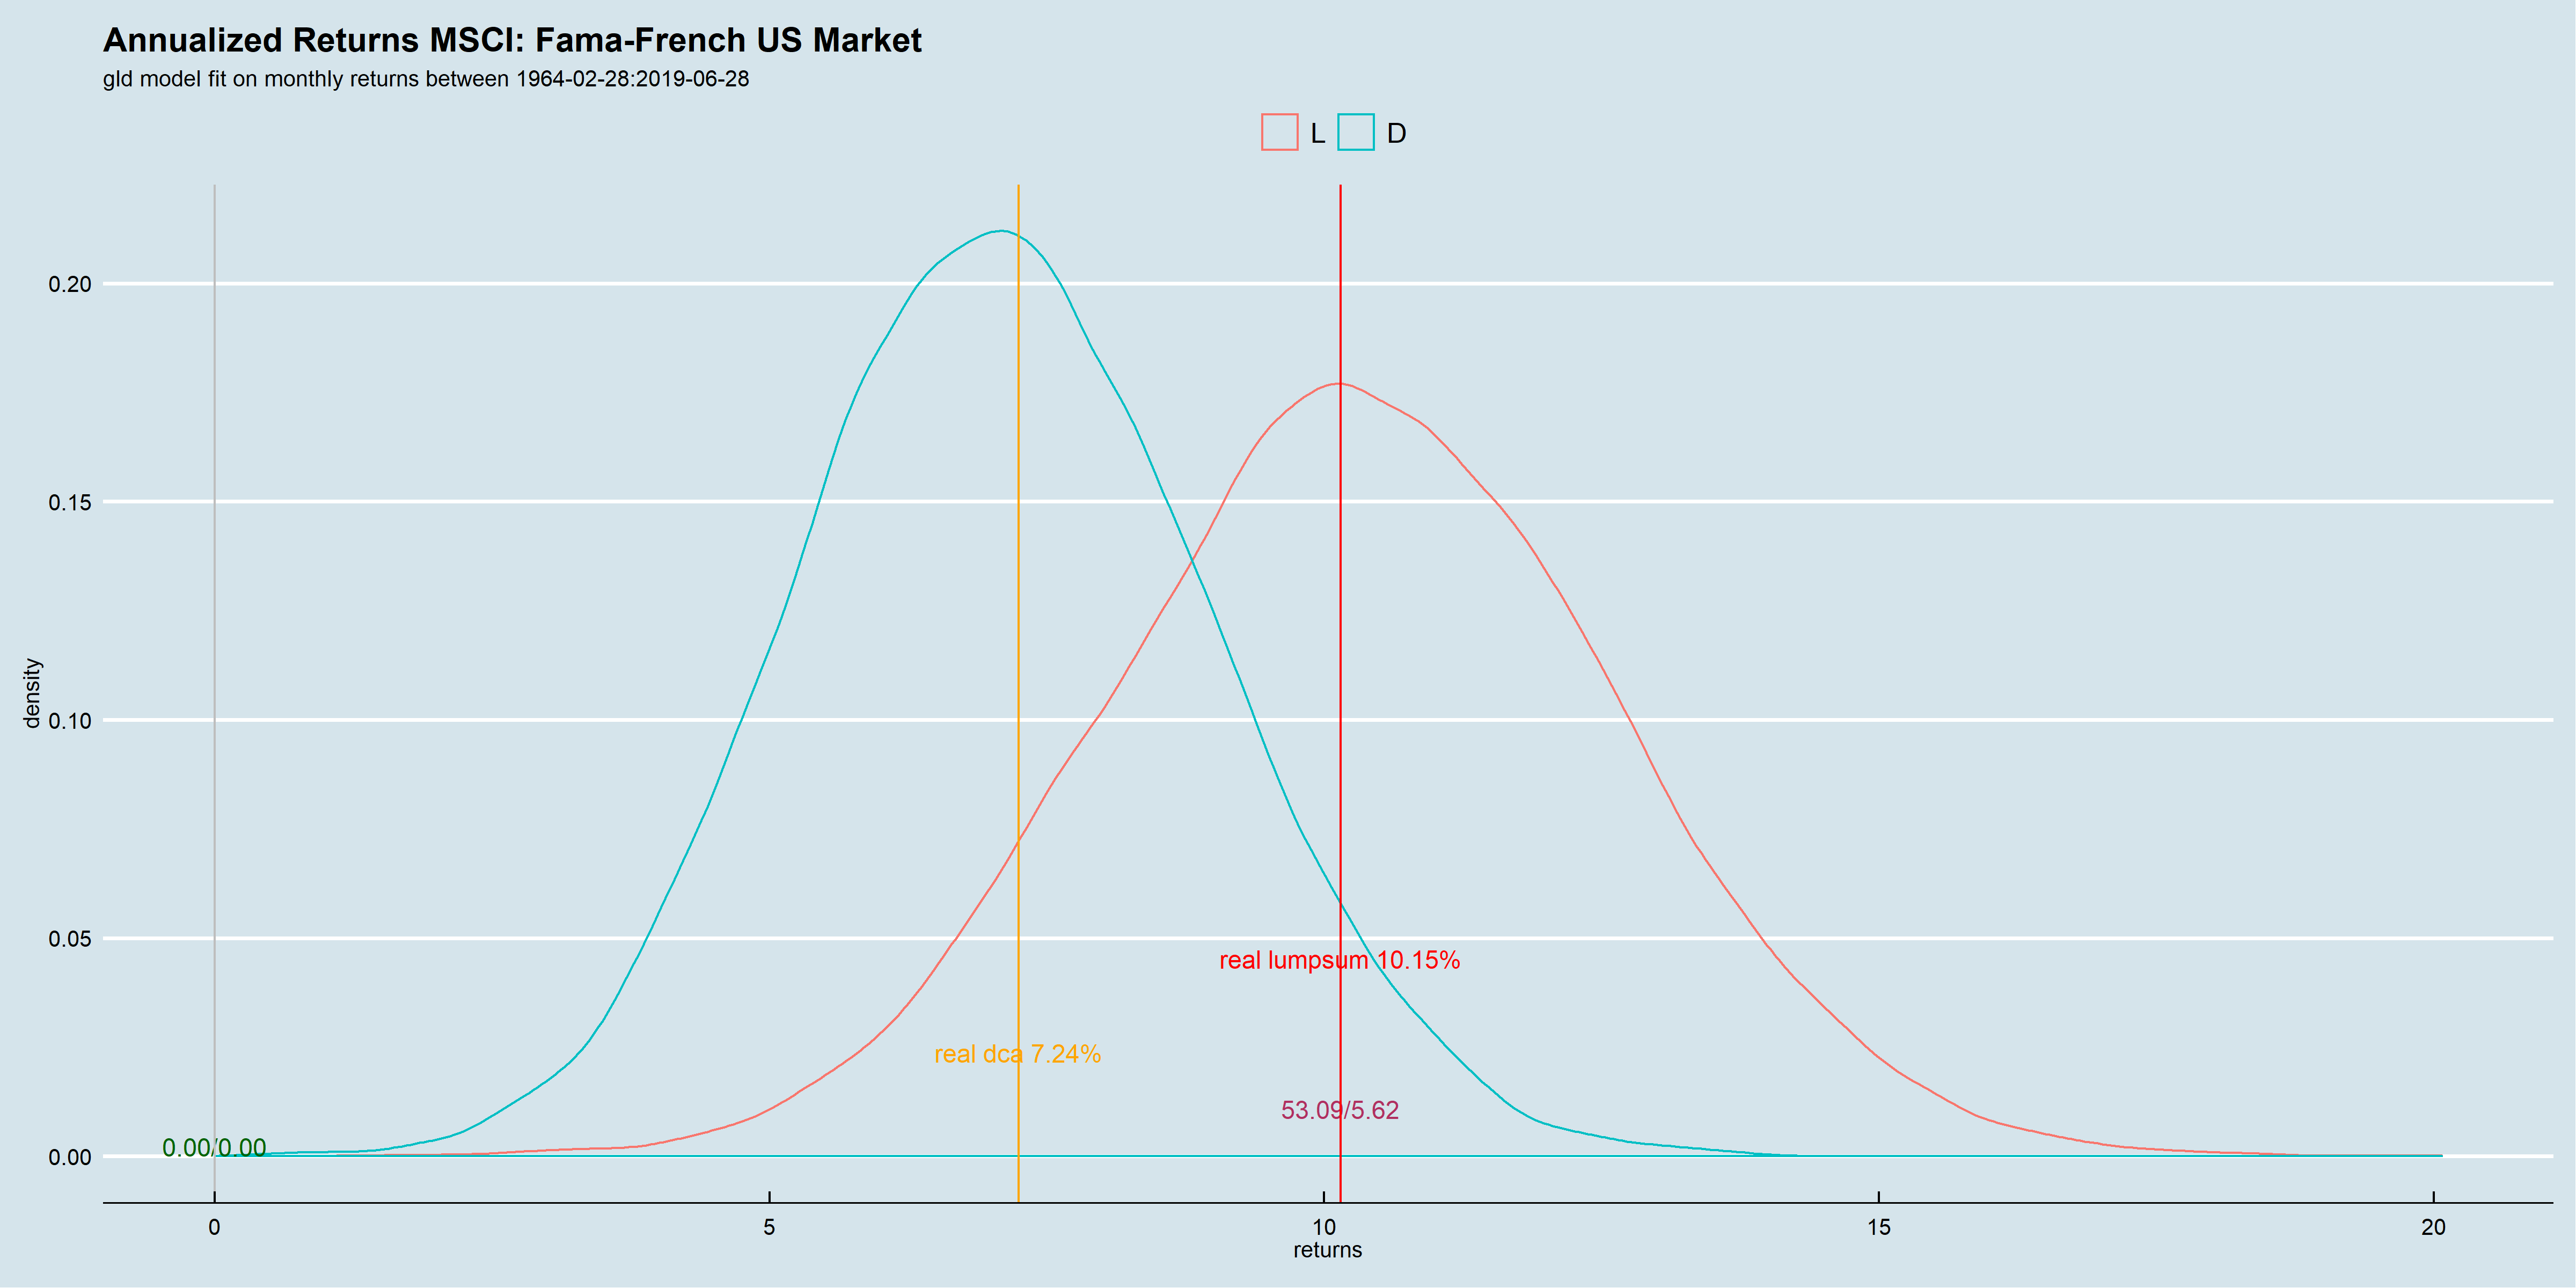 Annualized Returns MSCI: Fama-French US Market
gld model fit on monthly returns between 1964-02-28:2019-06-28
L D
0.20
0.15
0.10
0.05
0.00
density
real lumpsum 10.15%
real dca 7.24%
53.09/5.62
0.00/0.00
0 5 10 15 20
returns